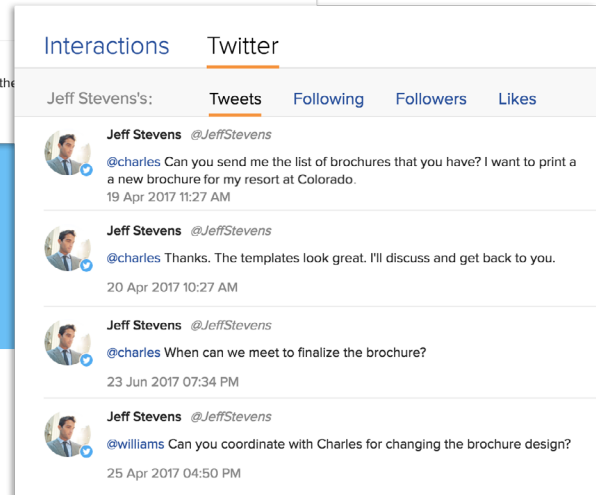 Interactions Twitter
the
Jeff Stevens's: Tweets Following Followers Likes
Jeff Stevens @JeffStevens
@charles Can you send me the list of brochures that you have? I want to print a
a new brochure for my resort at Colorado.
19 Apr 2017 11:27 AM
Jeff Stevens @JeffStevens
@charles Thanks. The templates look great. I'll discuss and get back to you.
20 Apr 2017 10:27 AM
Jeff Stevens @JeffStevens
@charles When can we meet to finalize the brochure?
23 Jun 2017 07:34 PM
Jeff Stevens @JeffStevens
@williams Can you coordinate with Charles for changing the brochure design?
25 Apr 2017 04:50 PM